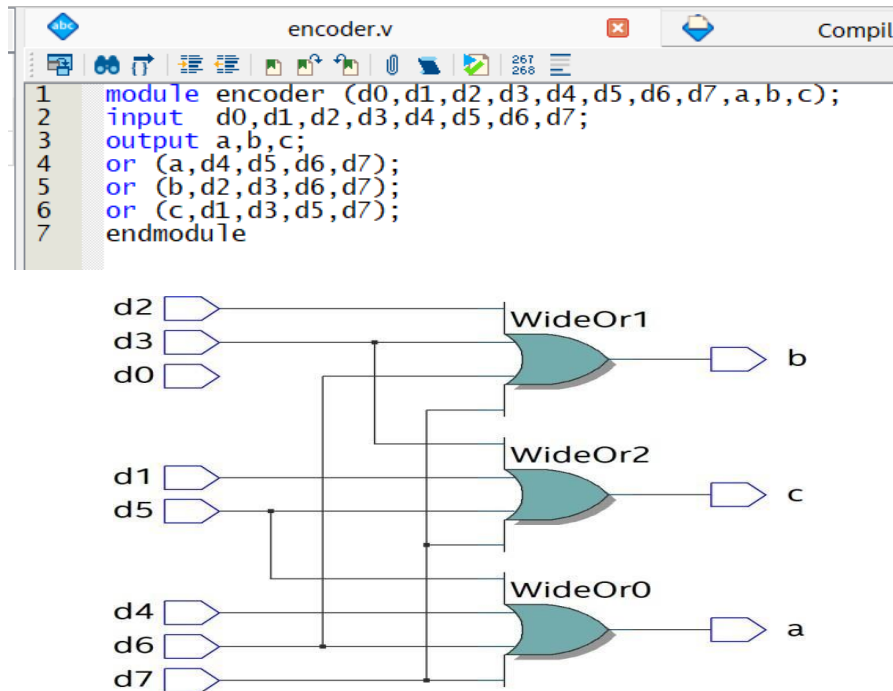 abc encoder.v Compil
267
268
1 module encoder (d0,d1,d2,d3,d4,d5,d6,d7,a,b,c);
2 input d0,d1,d2,d3,d4,d5,d6,d7;
3 output a,b,c;
4 or (a,d4,d5,d6,d7);
5 or (b,d2,d3,d6,d7);
6 or (c,d1,d3,d5,d7);
7 endmodule
d2
WideOr1
d3
b
d0
WideOr2
d1
c
d5
WideOr0
d4
a
d6
d7